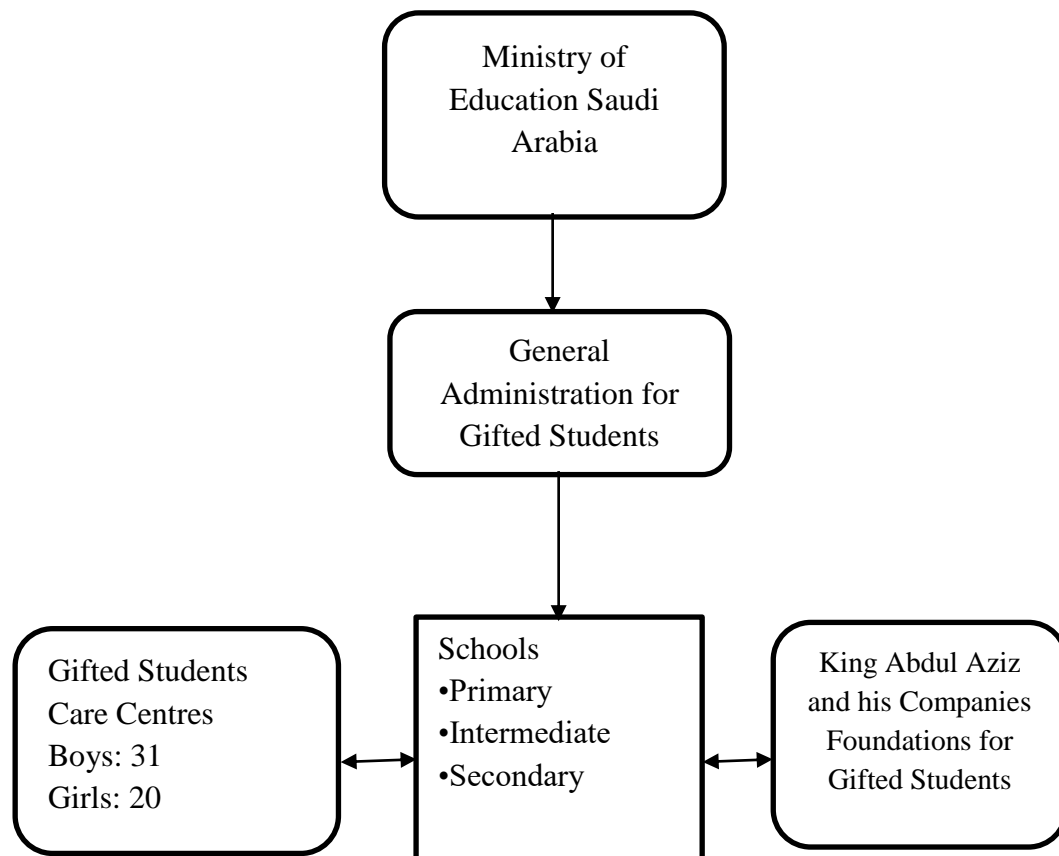 Ministry of
Education Saudi
Arabia
General
Administration for
Gifted Students
Gifted Students
Care Centres
Boys: 31
Girls: 20
Schools
•Primary
•Intermediate
•Secondary
King Abdul Aziz
and his Companies
Foundations for
Gifted Students